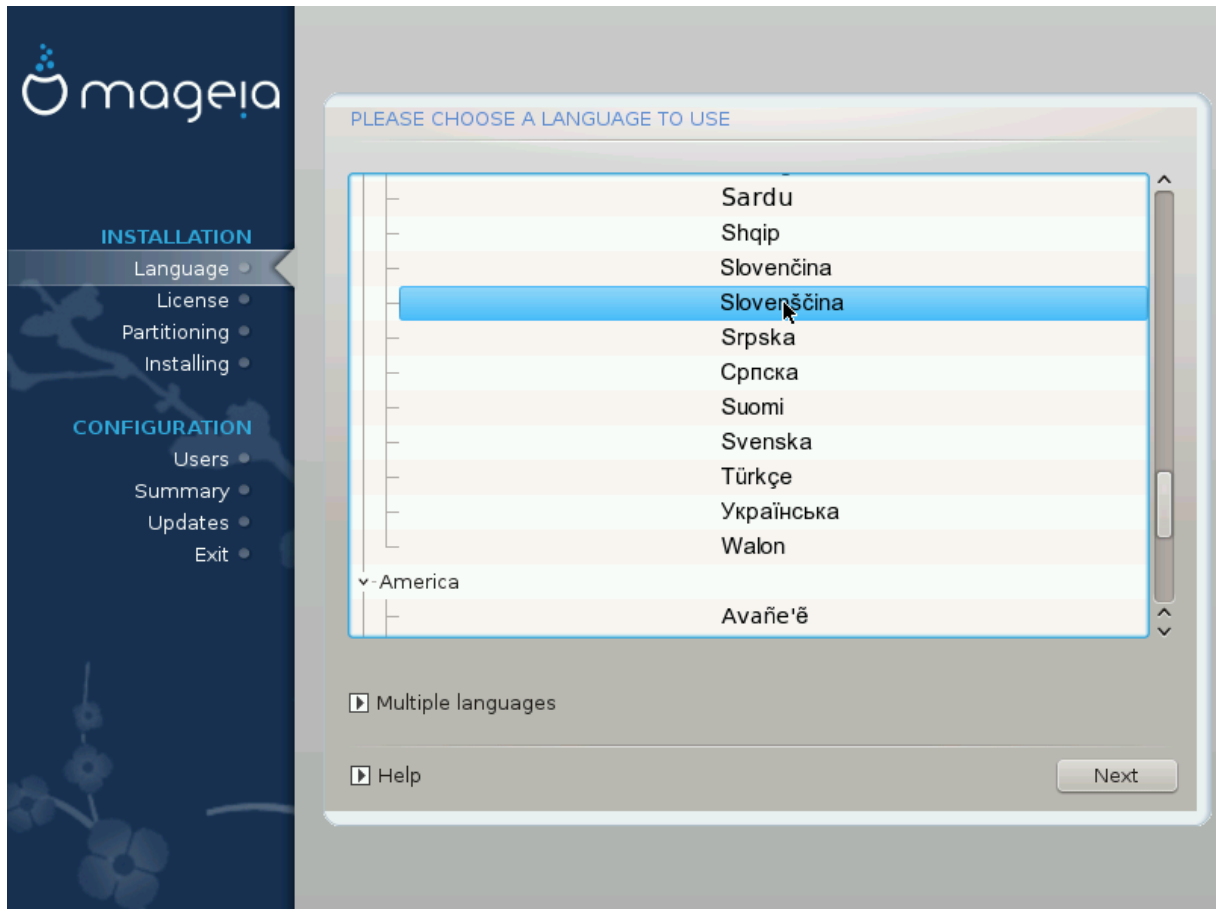 mageia
INSTALLATION
Language
License
Partitioning
Installing
CONFIGURATION
Users
Summary
Updates
Exit
PLEASE CHOOSE A LANGUAGE TO USE
Sardu
Shqip
Slovenčina
Slovenščina
Srpska
Српска
Suomi
Svenska
Türkçe
Українська
Walon
America
Avañe'ẽ
Multiple languages
Help
Next